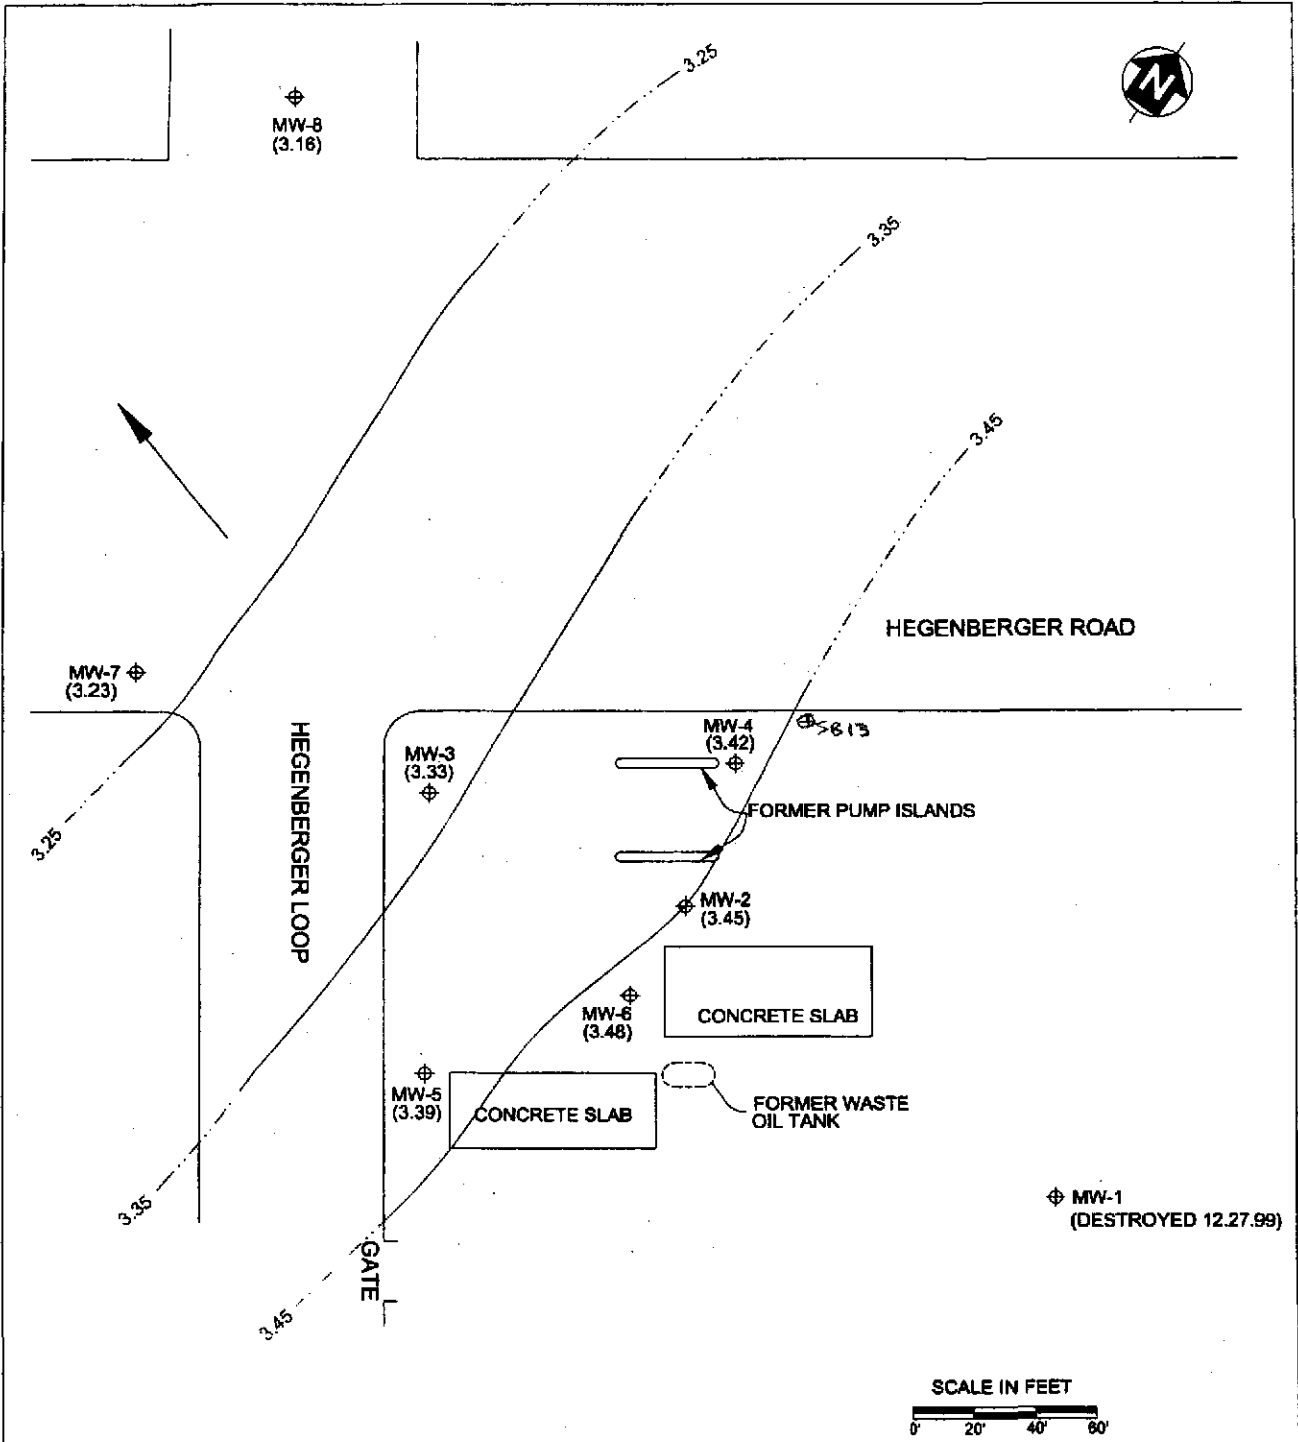 3.25
N
MW-8
(3.16)
3.35
3.45
HEGENBERGER ROAD
MW-7
(3.23)
HEGENBERGER LOOP
MW-3
(3.33)
MW-4
(3.42)
SB13
FORMER PUMP ISLANDS
3.25
MW-2
(3.45)
MW-6
(3.48)
CONCRETE SLAB
MW-5
(3.39)
CONCRETE SLAB
FORMER WASTE
OIL TANK
3.35
MW-1
(DESTROYED 12.27.99)
GATE
3.45
SCALE IN FEET
0' 20' 40' 60'